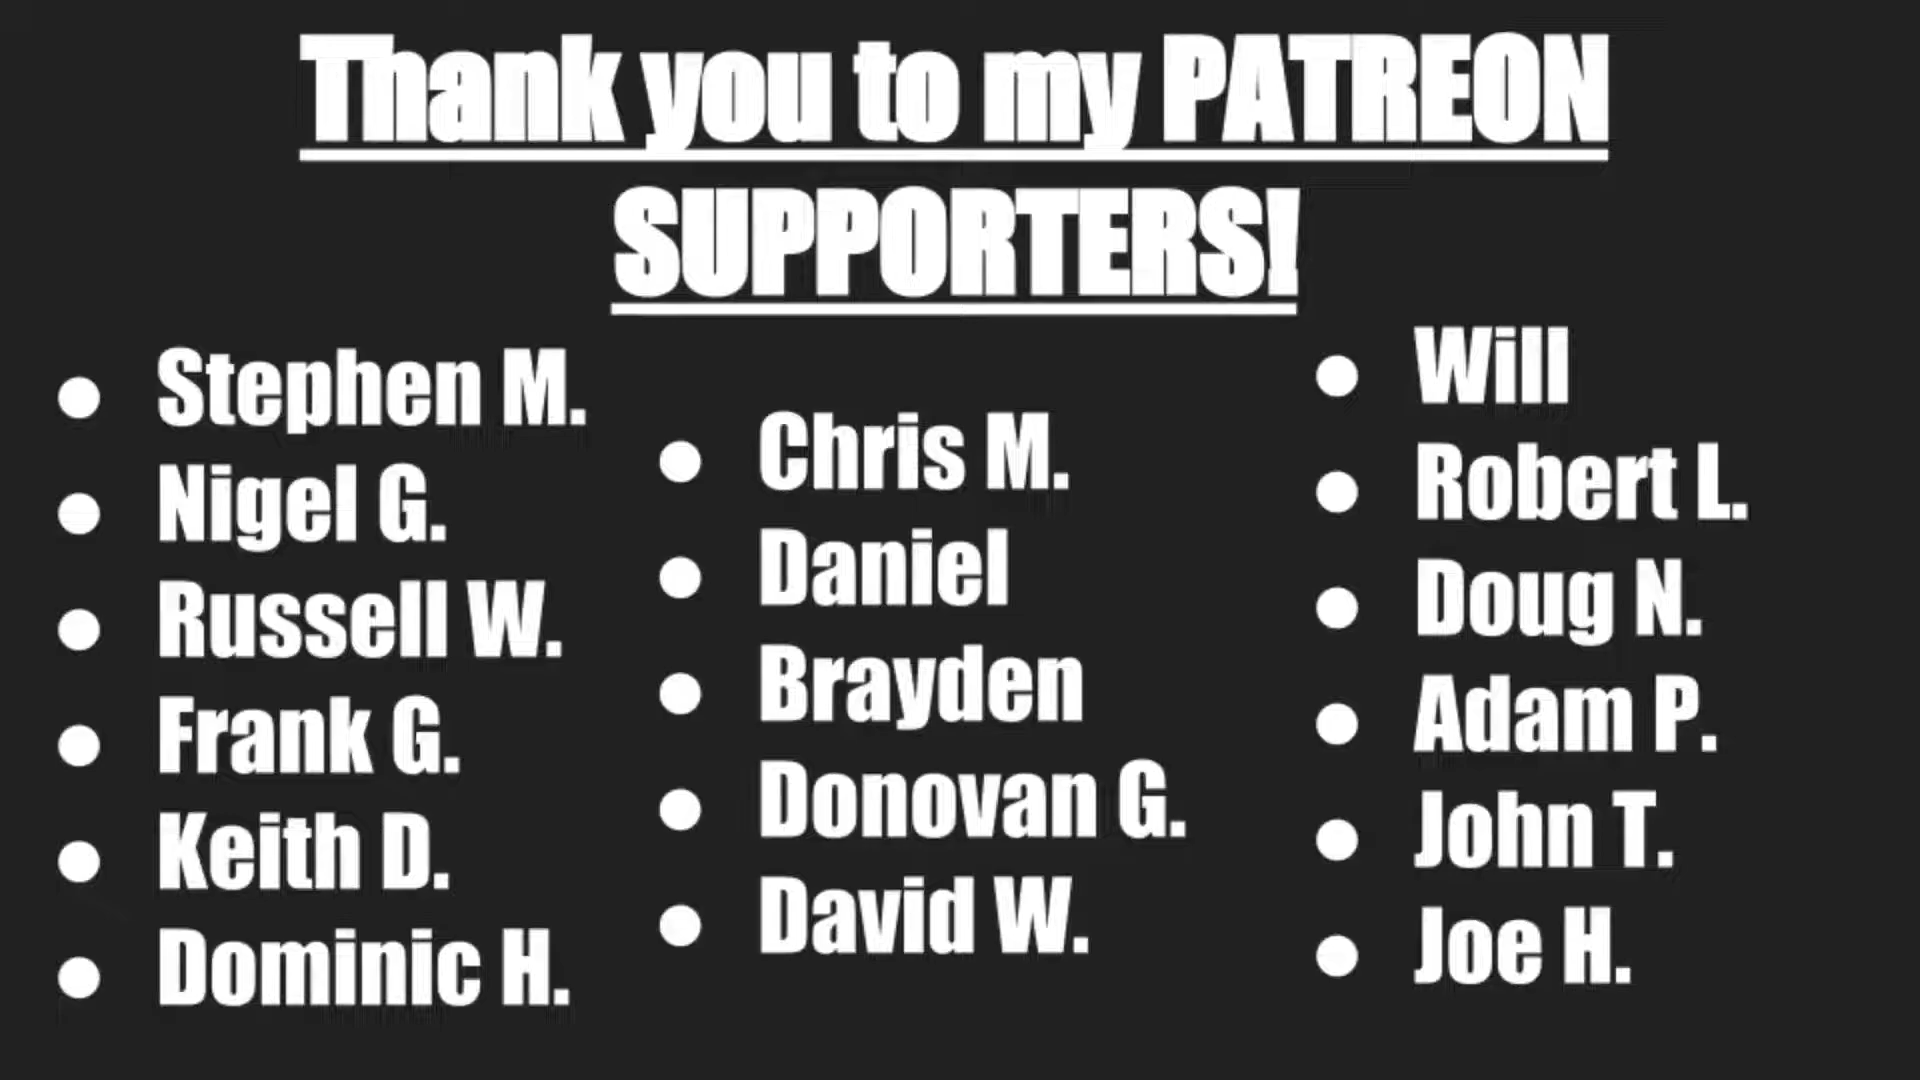 Thank you to my PATREON
SUPPORTERS!
Stephen M.
Nigel G.
Russell W.
Frank G.
Keith D.
Dominic H.
Chris M.
Daniel
Brayden
Donovan G.
David W.
Will
Robert L.
Doug N.
Adam P.
John T.
Joe H.